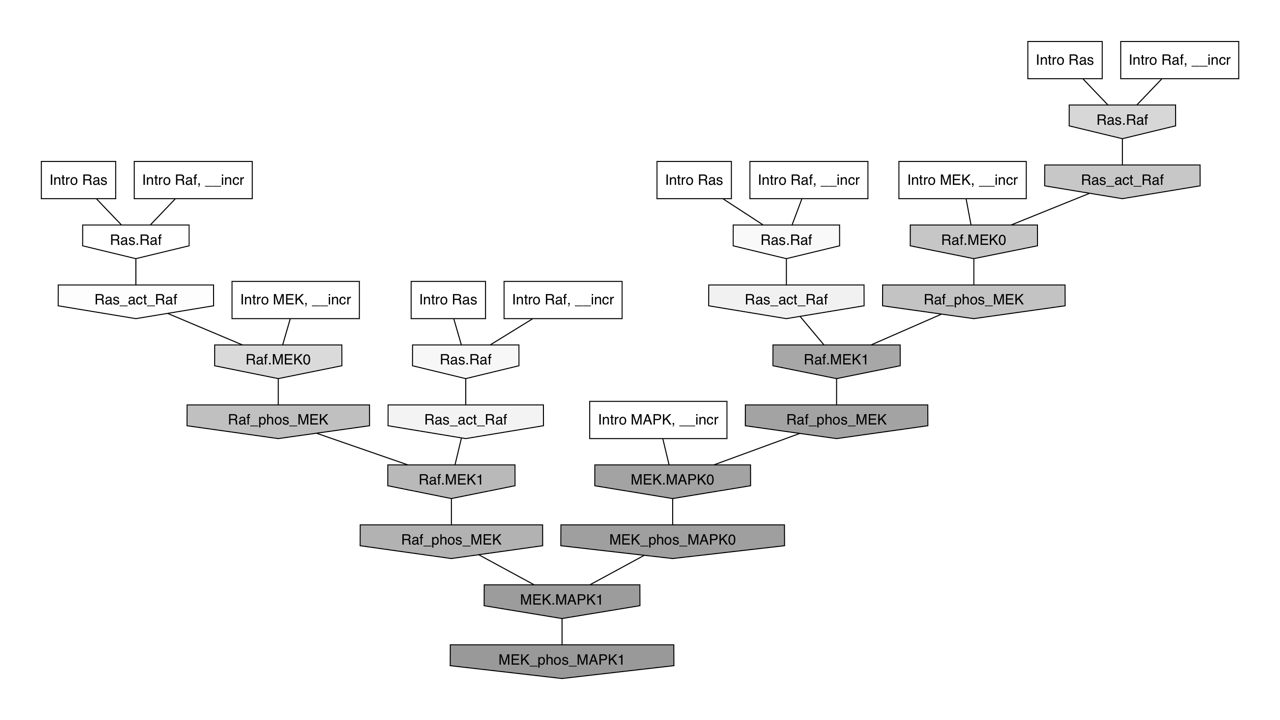 Intro Ras
Intro Raf, __incr
Ras.Raf
Intro Ras
Intro Raf, __incr
Intro Ras
Intro Raf, __incr
Intro MEK, __incr
Ras_act_Raf
Ras.Raf
Ras.Raf
Raf.MEK0
Ras_act_Raf
Intro MEK, __incr
Intro Ras
Intro Raf, __incr
Ras_act_Raf
Raf_phos_MEK
Raf.MEK0
Ras.Raf
Raf.MEK1
Raf_phos_MEK
Ras_act_Raf
Intro MAPK, __incr
Raf_phos_MEK
Raf.MEK1
MEK.MAPK0
Raf_phos_MEK
MEK_phos_MAPK0
MEK.MAPK1
MEK_phos_MAPK1